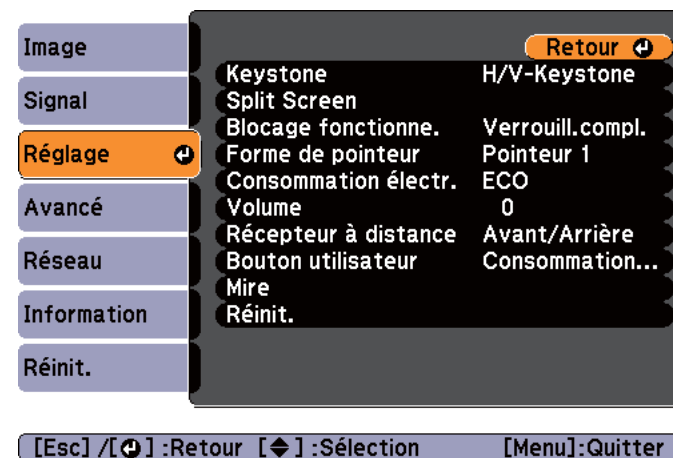 Image
Signal
Réglage
Avancé
Réseau
Information
Réinit.
Retour
Keystone H/V-Keystone
Split Screen
Blocage fonctionne. Verrouill.compl.
Forme de pointeur Pointeur 1
Consommation électr. ECO
Volume 0
Récepteur à distance Avant/Arrière
Bouton utilisateur Consommation...
Mire
Réinit.
[Esc] /[ ] :Retour [ ] :Sélection [Menu]:Quitter